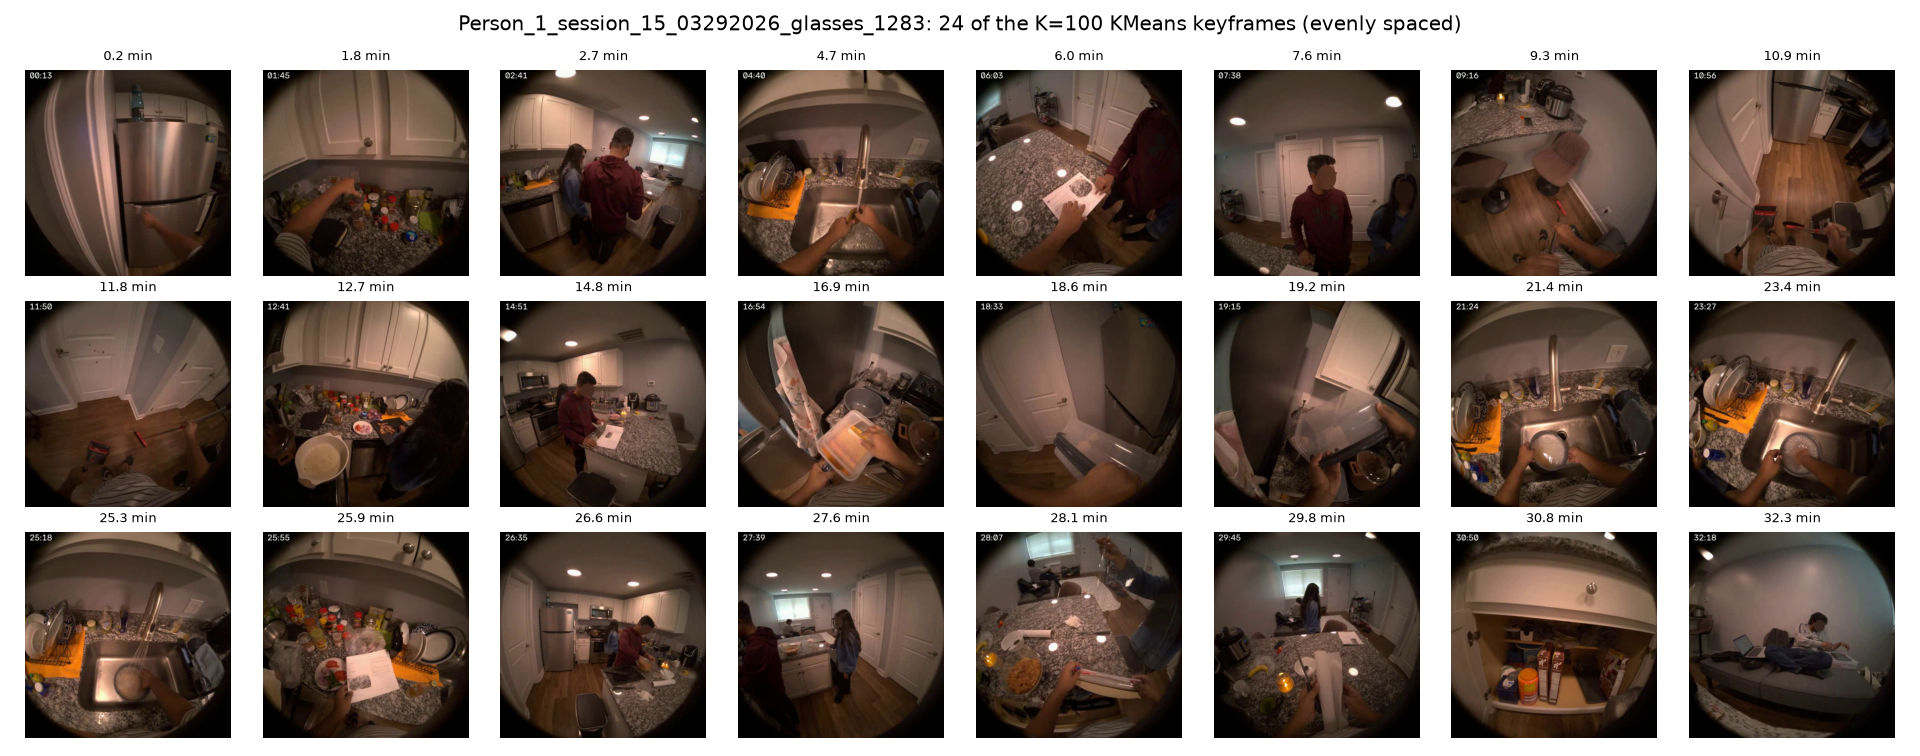 Person_1_session_15_03292026_glasses_1283: 24 of the K=100 KMeans keyframes (evenly spaced)
0.2 min 1.8 min 2.7 min 4.7 min 6.0 min 7.6 min 9.3 min 10.9 min
00:13 01:45 02:41 04:40 06:03 07:38 09:16 10:56
11.8 min 12.7 min 14.8 min 16.9 min 18.6 min 19.2 min 21.4 min 23.4 min
11:50 12:41 14:51 16:54 18:33 19:15 21:24 23:27
25.3 min 25.9 min 26.6 min 27.6 min 28.1 min 29.8 min 30.8 min 32.3 min
25:18 25:55 26:35 27:39 28:07 29:45 30:50 32:18